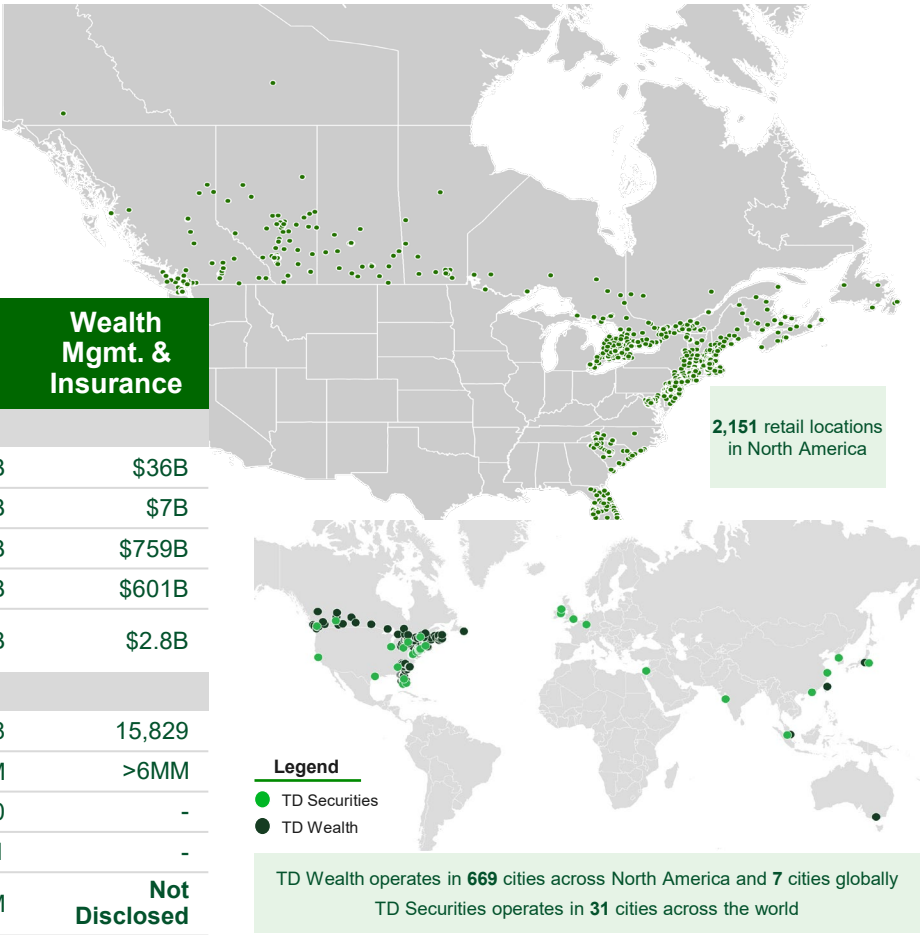 Wealth
Mgmt. &
Insurance
$36B
$7B
$759B
$601B
$2.8B
15,829
>6MM
-
-
Not
Disclosed
2,151 retail locations
in North America
Legend
TD Securities
TD Wealth
TD Wealth operates in 669 cities across North America and 7 cities globally
TD Securities operates in 31 cities across the world